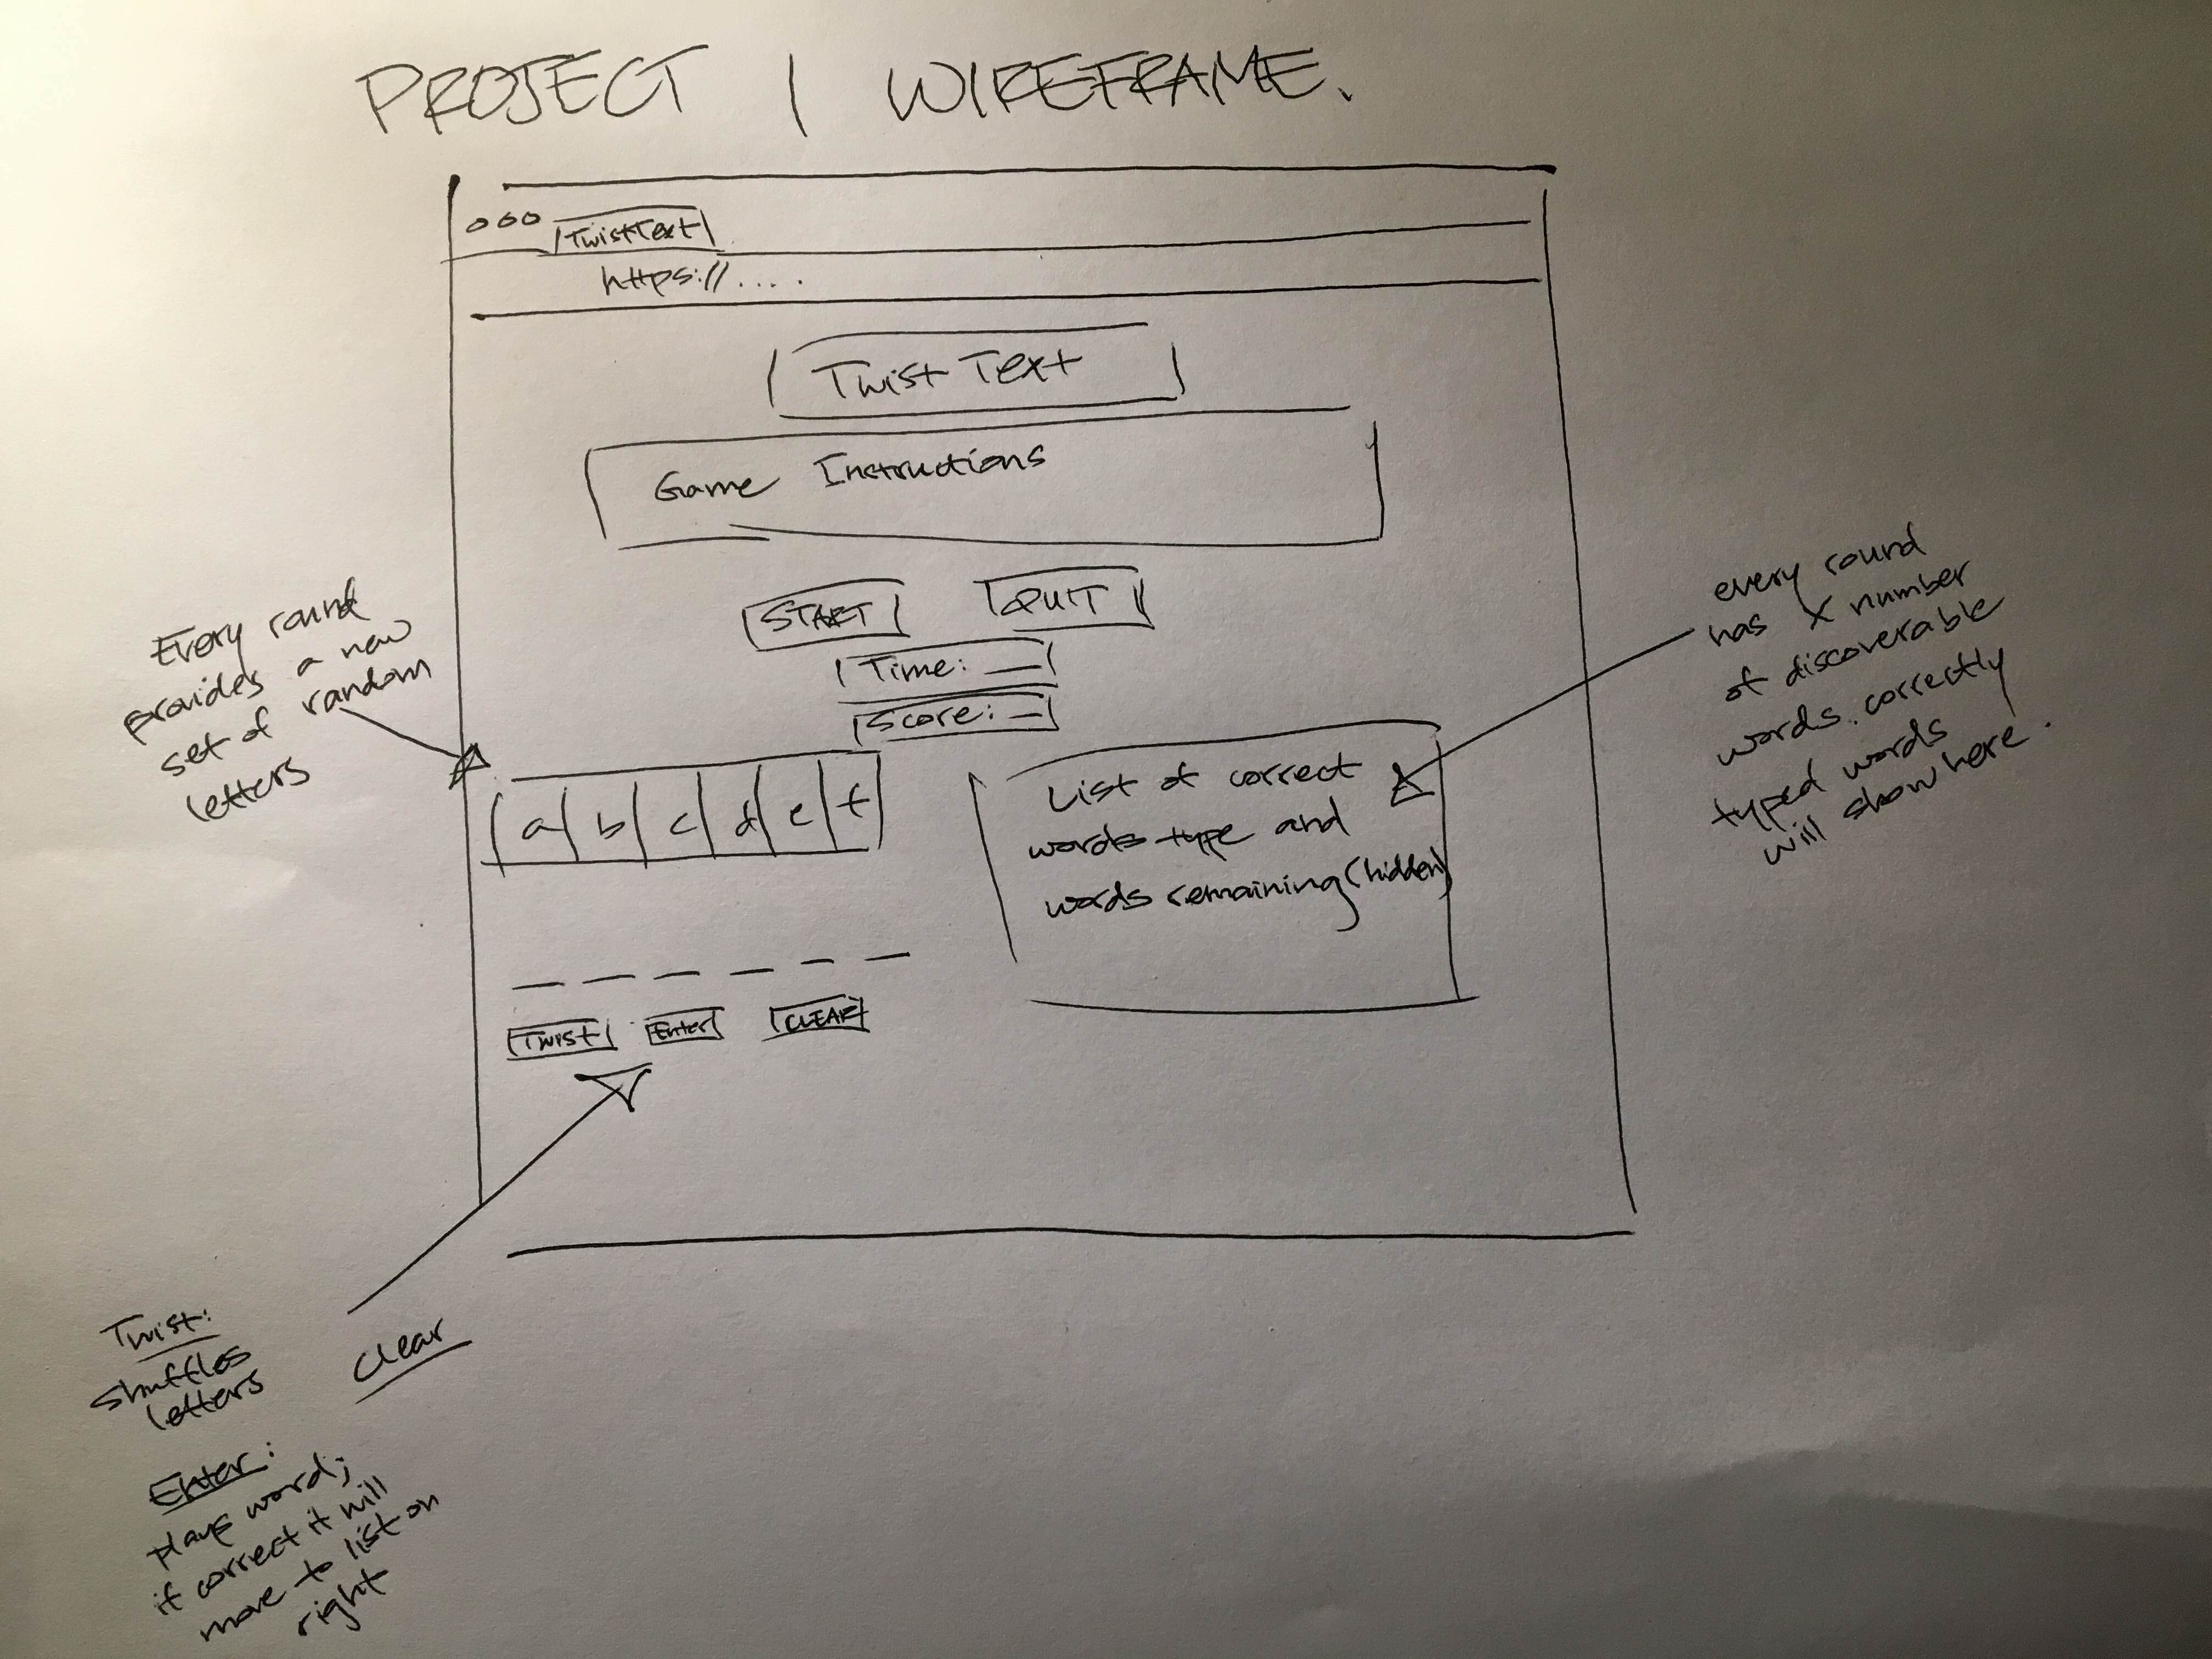 PROJECT 1 WIREFRAME.
TwistText
https://....
Twist Text
Game Instructions
START
QUIT
Time: __
Score: _
Every round
provides a new
set of random
letters
a b c d e f
List of correct
words type and
words remaining (hidden)
every round
has X number
of discoverable
words. correctly
typed words
will show here.
_ _ _ _ _ _
Twist
Enter
CLEAR
Twist:
shuffles
letters
clear
Enter:
plays word;
if correct it will
move to list on
right